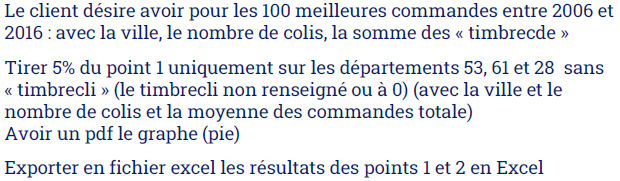 Le client désire avoir pour les 100 meilleures commandes entre 2006 et
2016 : avec la ville, le nombre de colis, la somme des « timbrecde »
Tirer 5% du point 1 uniquement sur les départements 53, 61 et 28  sans
« timbrecli » (le timbrecli non renseigné ou à 0) (avec la ville et le
nombre de colis et la moyenne des commandes totale)
Avoir un pdf le graphe (pie)
Exporter en fichier excel les résultats des points 1 et 2 en Excel